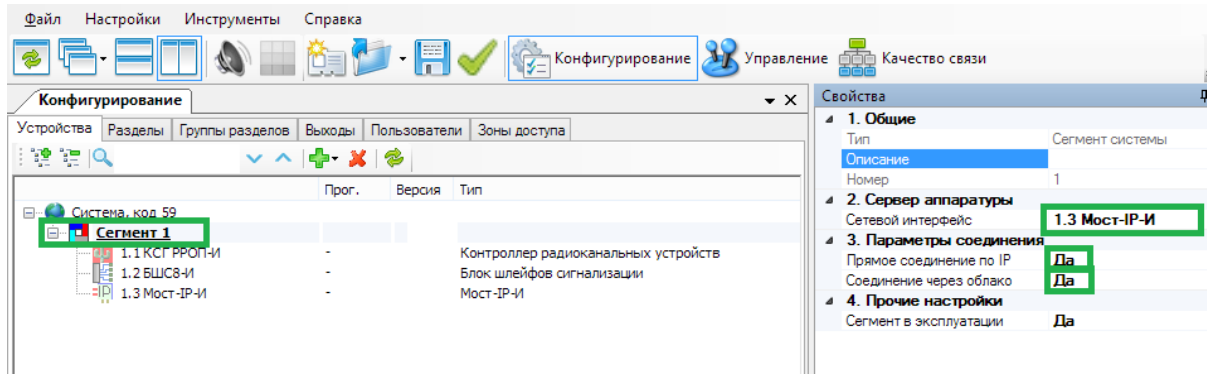 Файл Настройки Инструменты Справка
Конфигурирование Управление Качество связи
Конфигурирование
Устройства Разделы Группы разделов Выходы Пользователи Зоны доступа
Прог. Версия Тип
Система, код 59
Сегмент 1
1.1 КСГ РРОП-И - Контроллер радиоканальных устройств
1.2 БШС8-И - Блок шлейфов сигнализации
1.3 Мост-IP-И - Мост-IP-И
Свойства
1. Общие
Тип Сегмент системы
Описание
Номер 1
2. Сервер аппаратуры
Сетевой интерфейс 1.3 Мост-IP-И
3. Параметры соединения
Прямое соединение по IP Да
Соединение через облако Да
4. Прочие настройки
Сегмент в эксплуатации Да